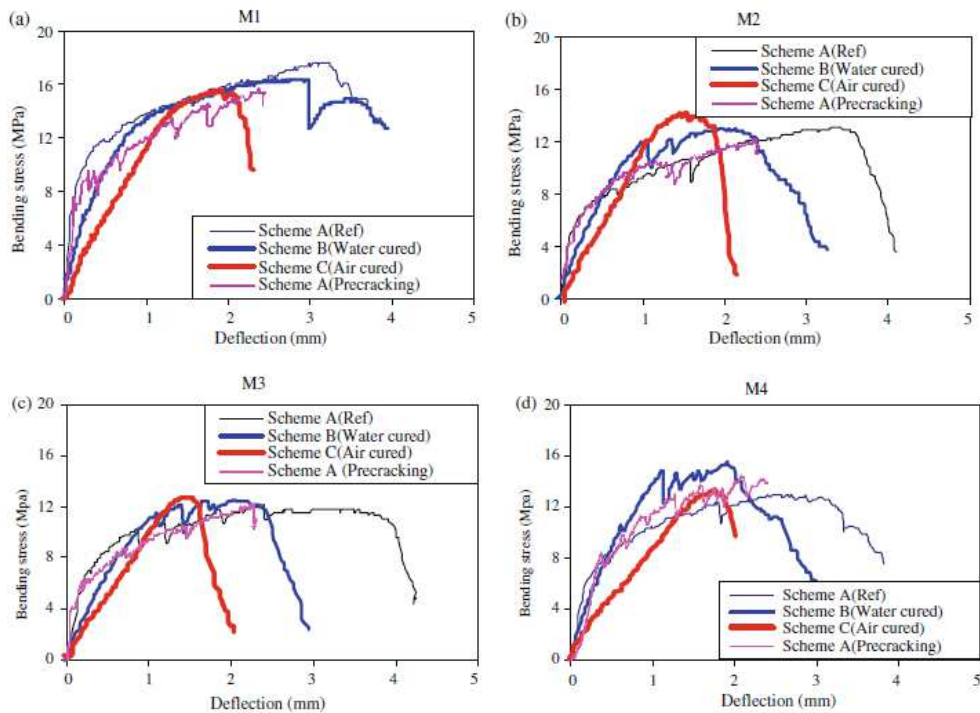 (a)
M1
20
16
12
8
4
0
Bending stress (MPa)
Scheme A(Ref)
Scheme B(Water cured)
Scheme C(Air cured)
Scheme A(Precracking)
0 1 2 3 4 5
Deflection (mm)
(b)
M2
20
16
12
8
4
0
Bending stress (MPa)
Scheme A(Ref)
Scheme B(Water cured)
Scheme C(Air cured)
Scheme A(Precracking)
0 1 2 3 4 5
Deflection (mm)
(c)
M3
20
16
12
8
4
0
Bending stress (Mpa)
Scheme A(Ref)
Scheme B(Water cured)
Scheme C(Air cured)
Scheme A (Precracking)
0 1 2 3 4 5
Deflection (mm)
(d)
M4
20
16
12
8
4
0
Bending stress (Mpa)
Scheme A(Ref)
Scheme B(Water cured)
Scheme C(Air cured)
Scheme A(Precracking)
0 1 2 3 4 5
Deflection (mm)